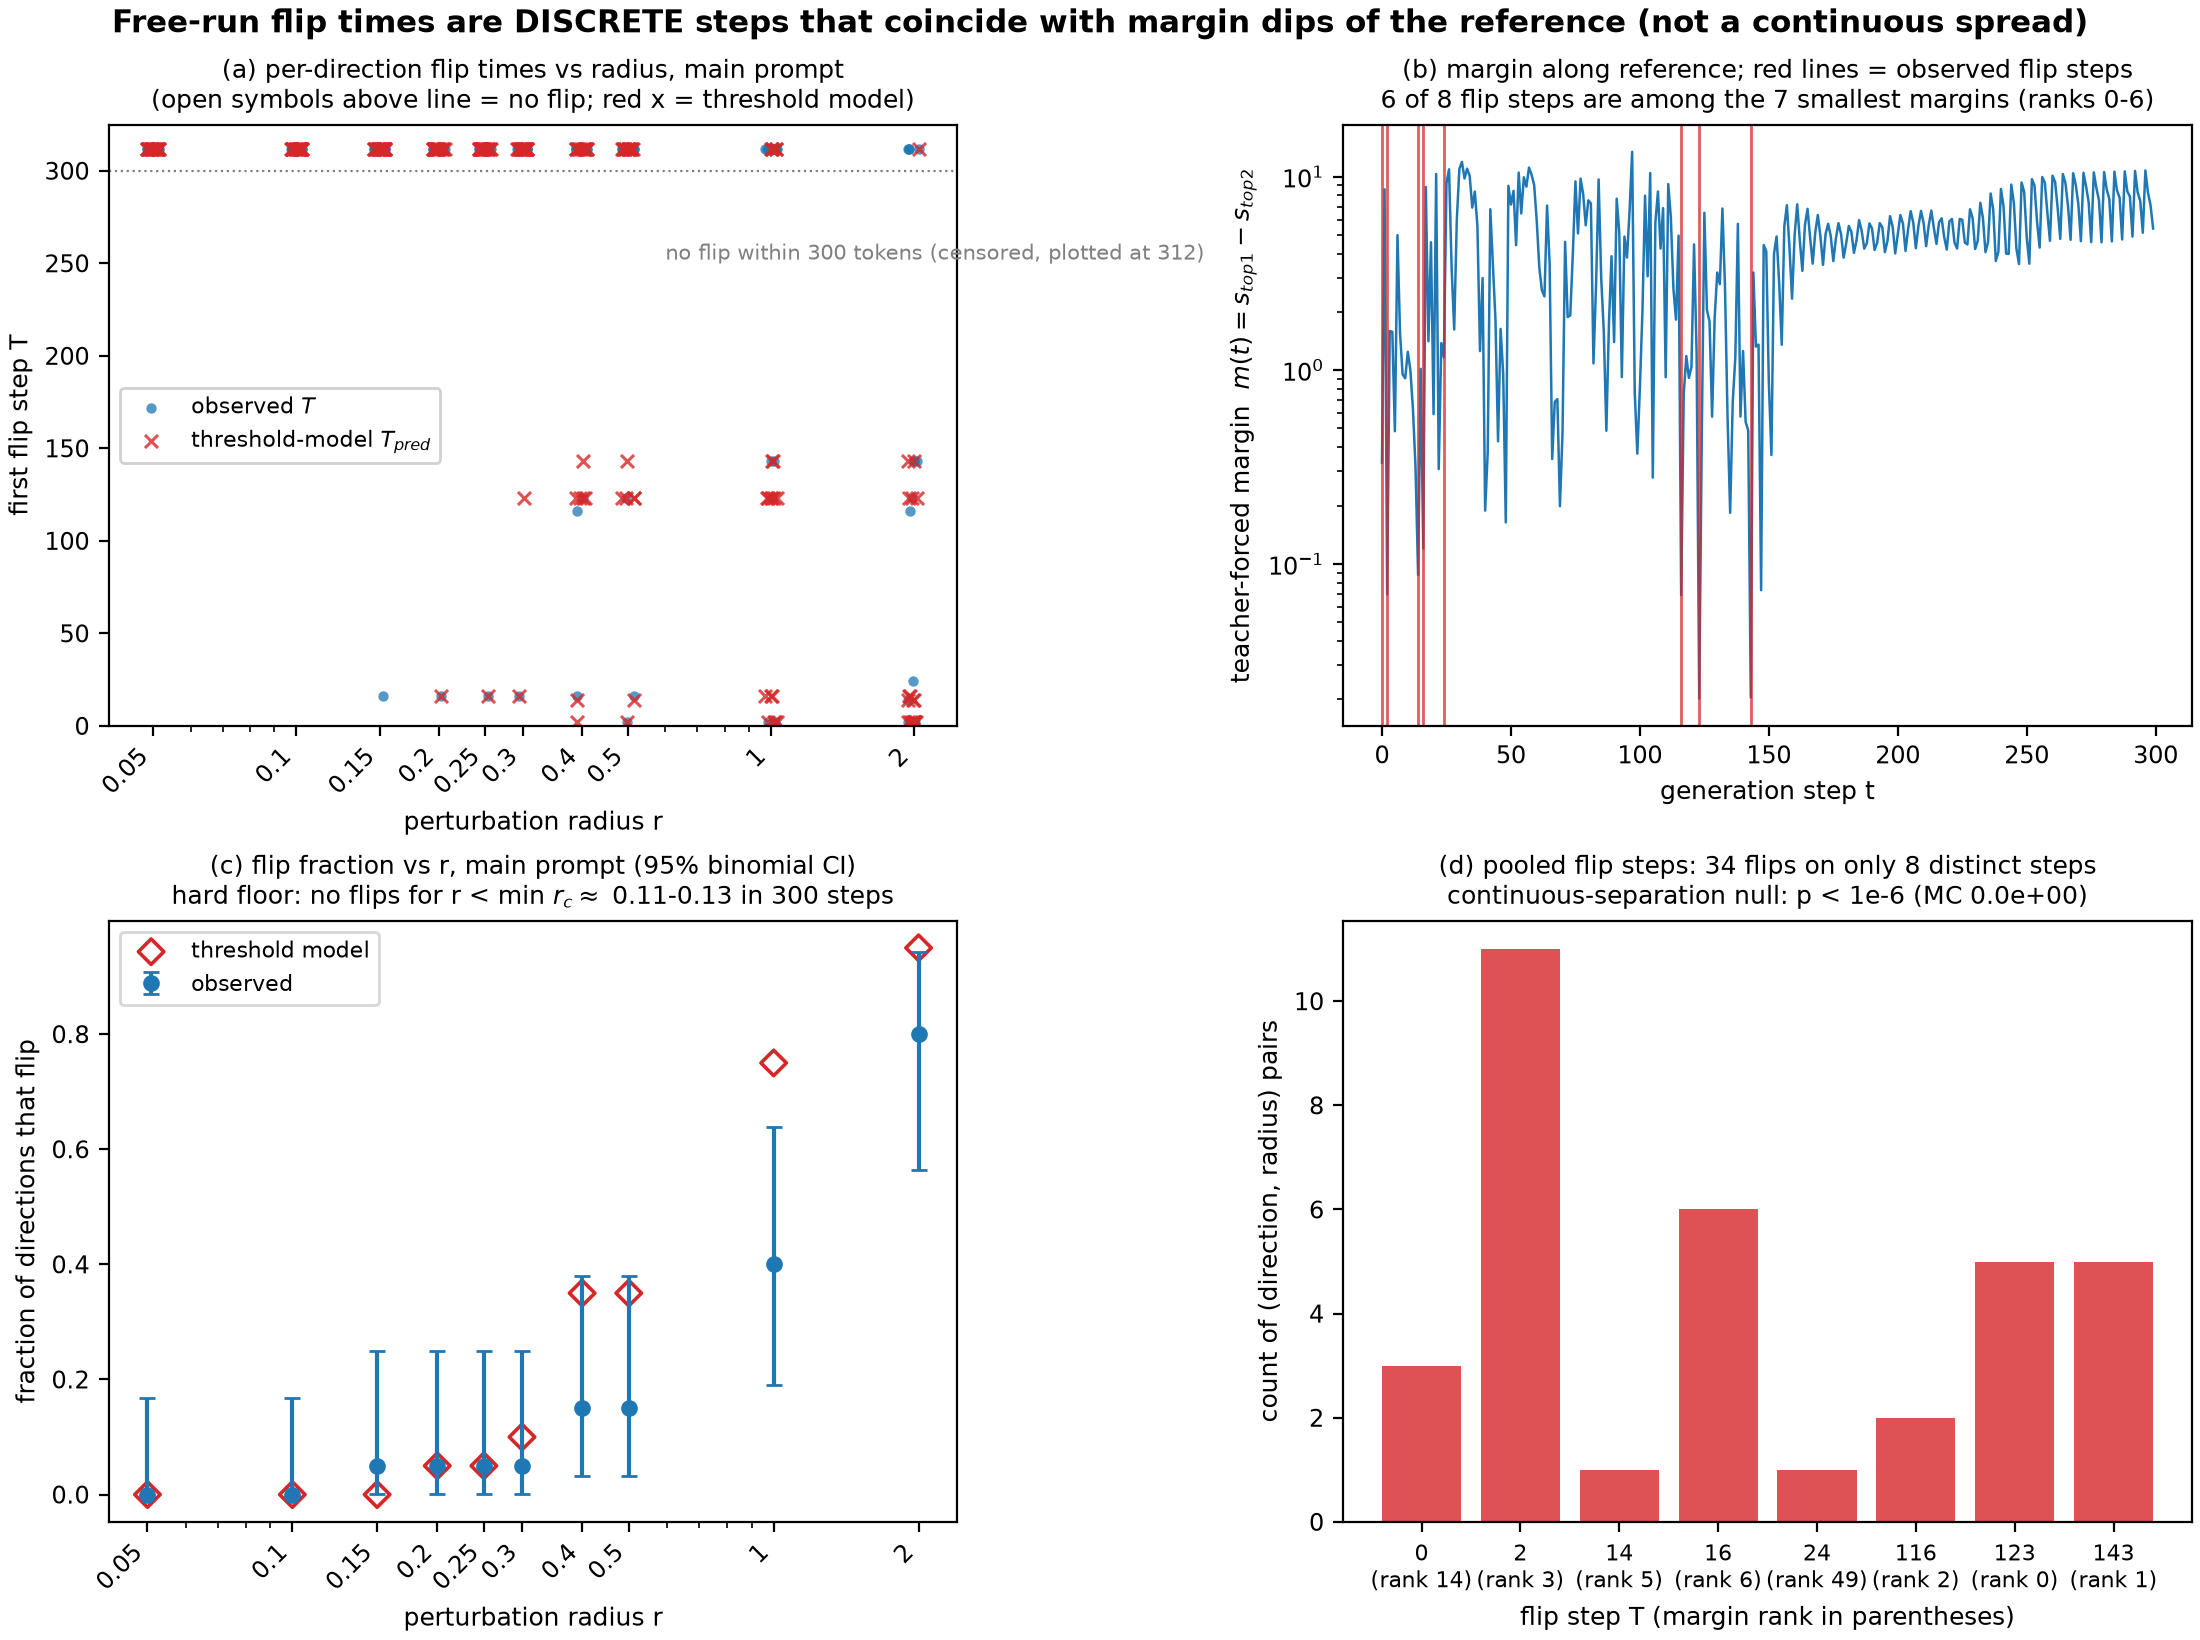 Free-run flip times are DISCRETE steps that coincide with margin dips of the reference (not a continuous spread)
(a) per-direction flip times vs radius, main prompt
(open symbols above line = no flip; red x = threshold model)
first flip step T
300
250
200
150
100
50
0
no flip within 300 tokens (censored, plotted at 312)
observed T
threshold-model T_pred
0.05
0.1
0.15
0.2
0.25
0.3
0.4
0.5
1
2
perturbation radius r
(b) margin along reference; red lines = observed flip steps
6 of 8 flip steps are among the 7 smallest margins (ranks 0-6)
teacher-forced margin m(t) = s_top1 − s_top2
10¹
10⁰
10⁻¹
0
50
100
150
200
250
300
generation step t
(c) flip fraction vs r, main prompt (95% binomial CI)
hard floor: no flips for r < min r_c ≈ 0.11-0.13 in 300 steps
fraction of directions that flip
threshold model
observed
0.8
0.6
0.4
0.2
0.0
0.05
0.1
0.15
0.2
0.25
0.3
0.4
0.5
1
2
perturbation radius r
(d) pooled flip steps: 34 flips on only 8 distinct steps
continuous-separation null: p < 1e-6 (MC 0.0e+00)
count of (direction, radius) pairs
10
8
6
4
2
0
0 2 14 16 24 116 123 143
(rank 14) (rank 3) (rank 5) (rank 6) (rank 49) (rank 2) (rank 0) (rank 1)
flip step T (margin rank in parentheses)